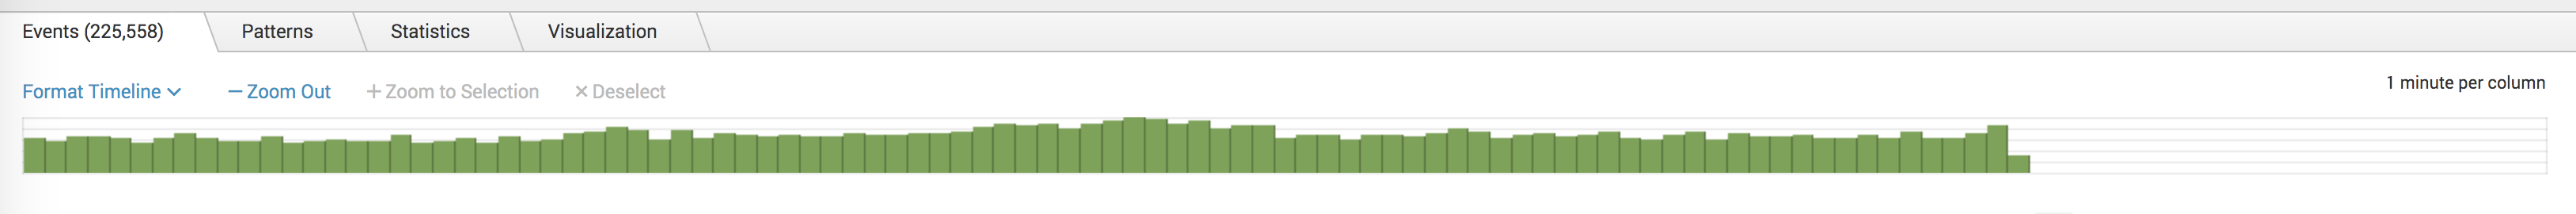 Events (225,558) Patterns Statistics Visualization
Format Timeline Zoom Out Zoom to Selection Deselect
1 minute per column